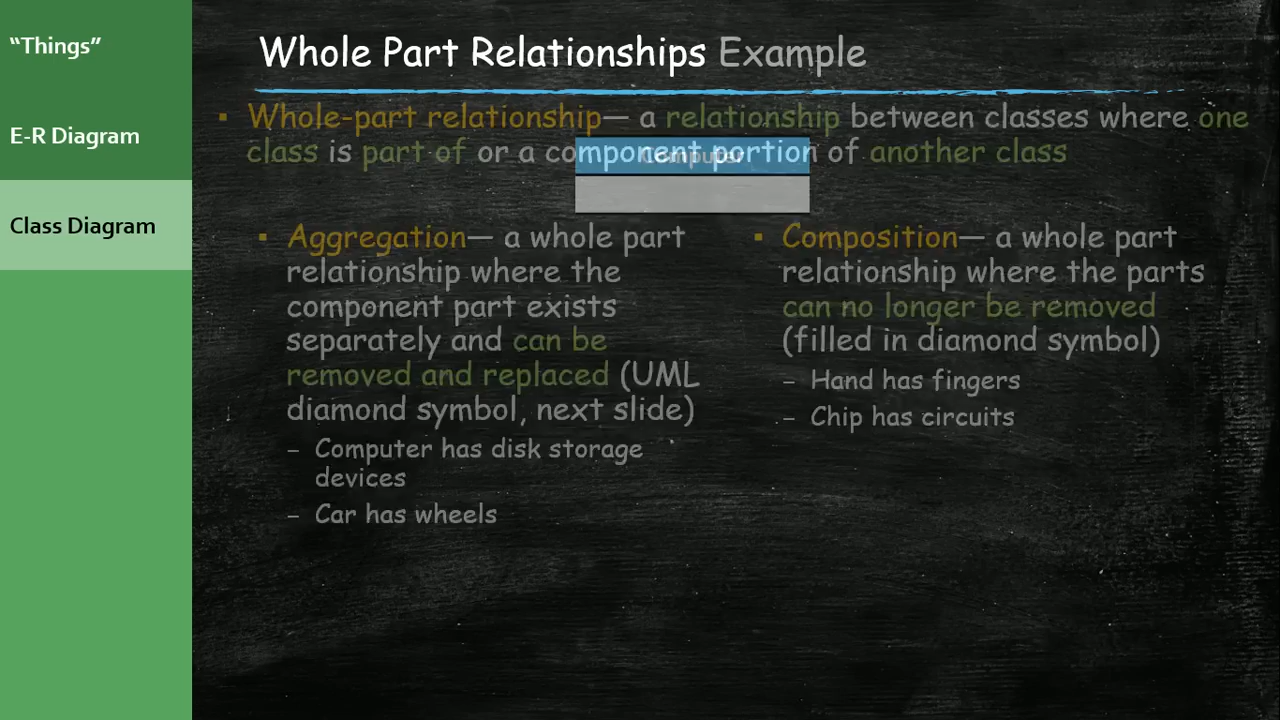 “Things”
E-R Diagram
Class Diagram
Whole Part Relationships Example
▪ Whole-part relationship— a relationship between classes where one
class is part of or a component portion of another class
Computer
▪ Aggregation— a whole part
relationship where the
component part exists
separately and can be
removed and replaced (UML
diamond symbol, next slide)
– Computer has disk storage
devices
– Car has wheels
▪ Composition— a whole part
relationship where the parts
can no longer be removed
(filled in diamond symbol)
– Hand has fingers
– Chip has circuits